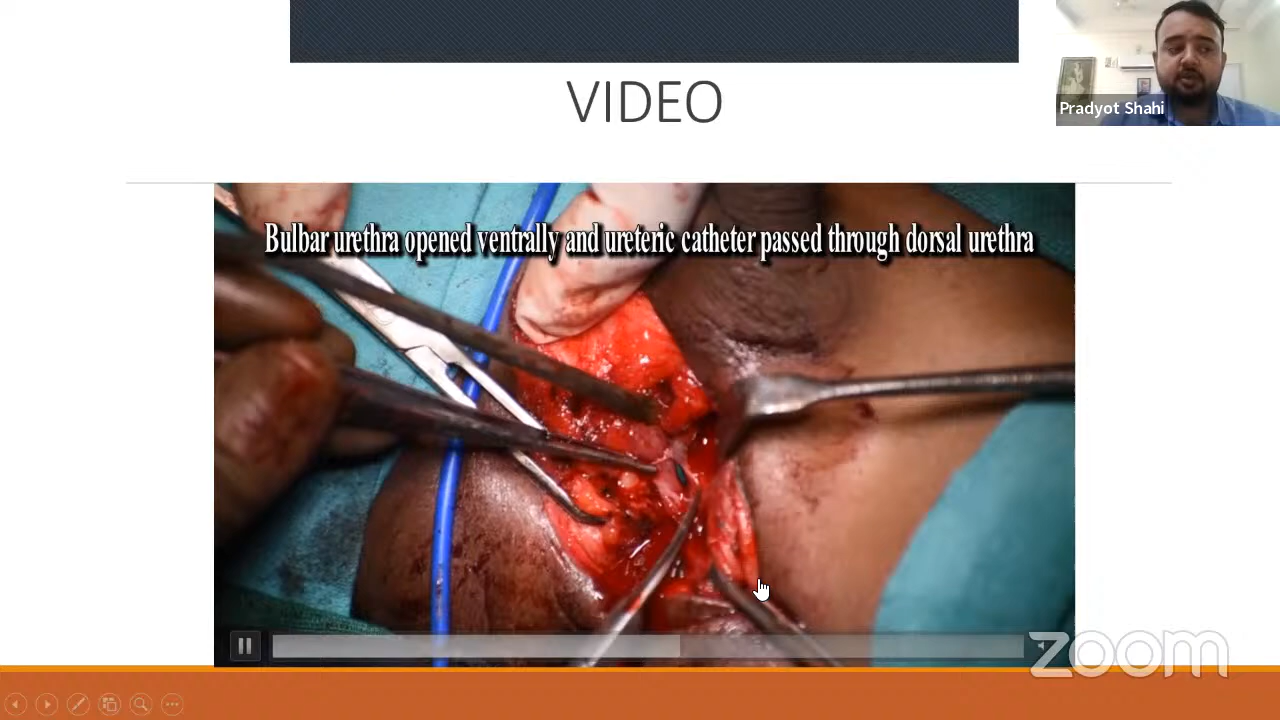 VIDEO
Pradyot Shahi
Bulbar urethra opened ventrally and ureteric catheter passed through dorsal urethra
zoom